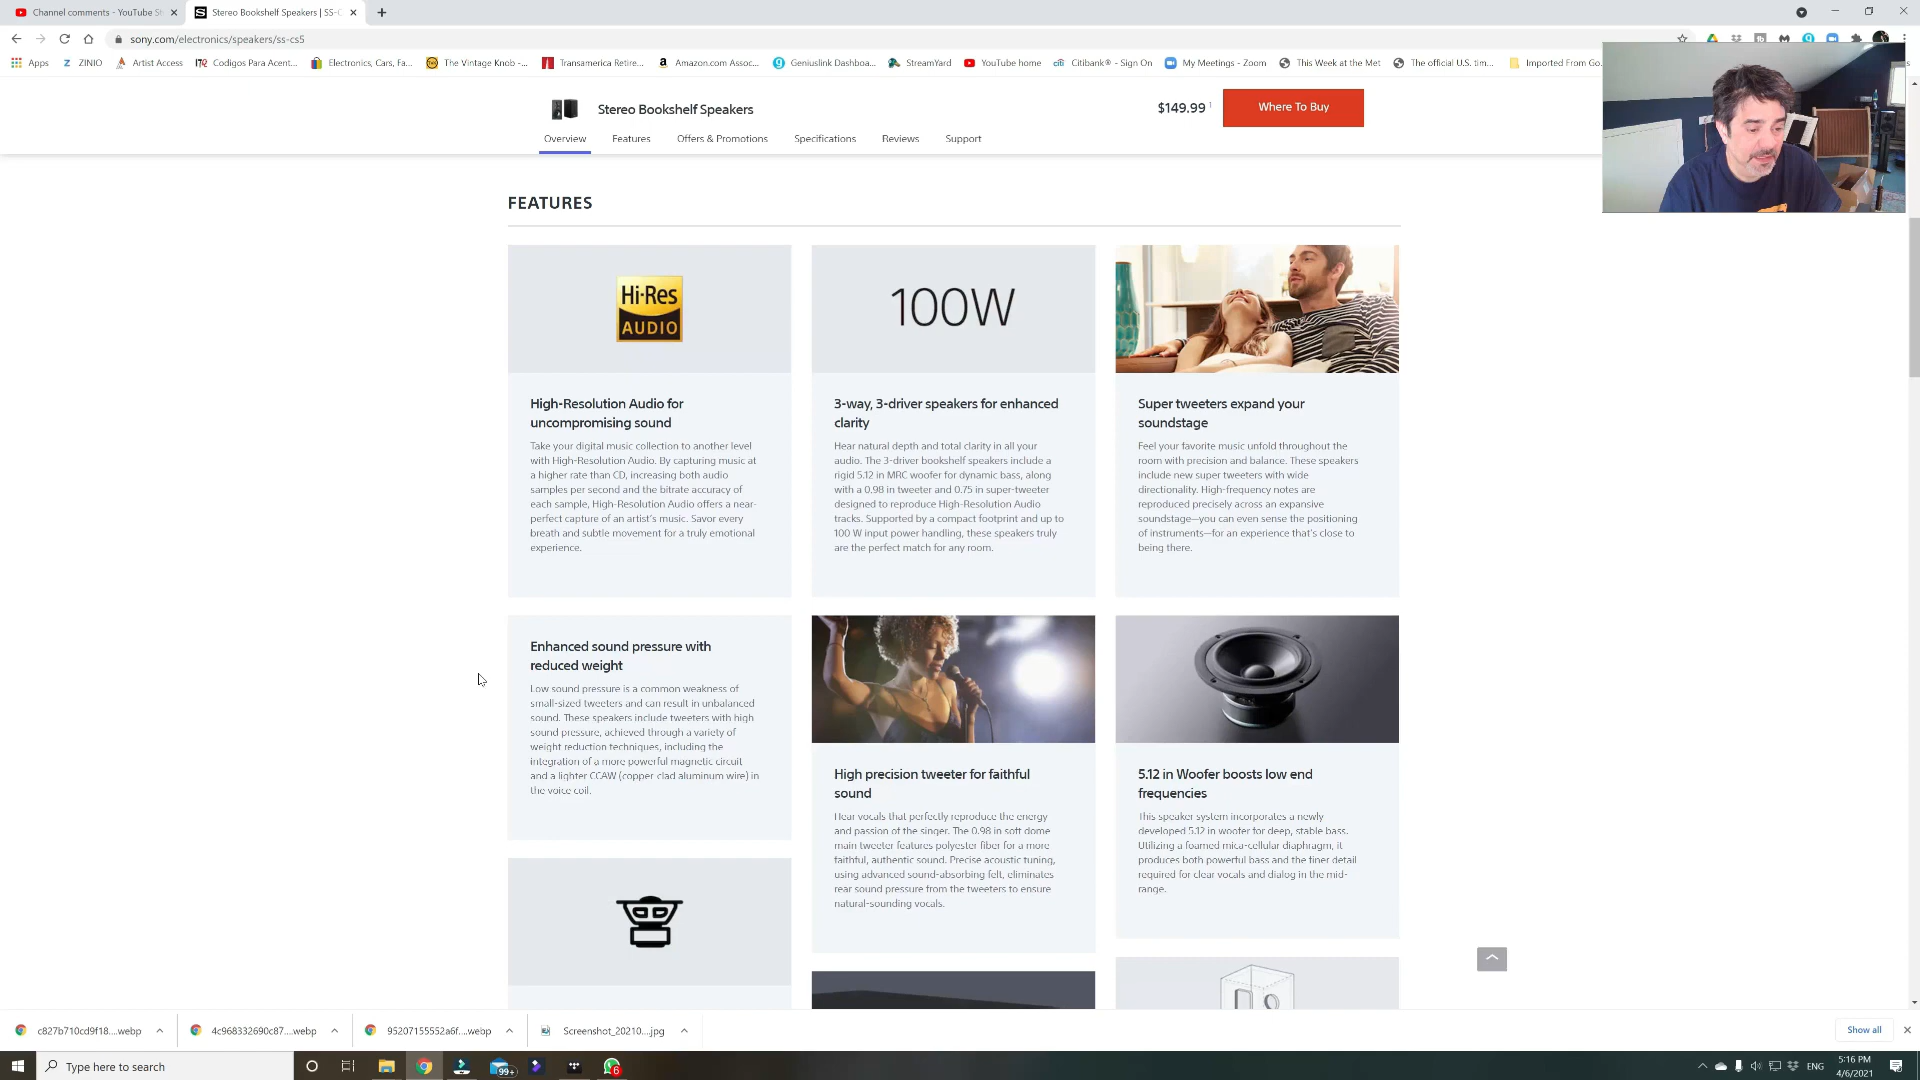 Channel comments - YouTube St
Stereo Bookshelf Speakers | SS-C
sony.com/electronics/speakers/ss-cs5
Apps
ZINIO
Artist Access
Codigos Para Acent...
Electronics, Cars, Fa...
The Vintage Knob -...
Transamerica Retire...
Amazon.com Assoc...
Geniuslink Dashboa...
StreamYard
YouTube home
Citibank® - Sign On
My Meetings - Zoom
This Week at the Met
The official U.S. tim...
Imported From Go
Stereo Bookshelf Speakers
$149.99 1
Where To Buy
Overview
Features
Offers & Promotions
Specifications
Reviews
Support
FEATURES
Hi-Res
AUDIO
High-Resolution Audio for
uncompromising sound
Take your digital music collection to another level
with High-Resolution Audio. By capturing music at
a higher rate than CD, increasing both audio
samples per second and the bitrate accuracy of
each sample, High-Resolution Audio offers a near-
perfect capture of an artist's music. Savor every
breath and subtle movement for a truly emotional
experience.
100W
3-way, 3-driver speakers for enhanced
clarity
Hear natural depth and total clarity in all your
audio. The 3-driver bookshelf speakers include a
rigid 5.12 in MRC woofer for dynamic bass, along
with a 0.98 in tweeter and 0.75 in super-tweeter
designed to reproduce High-Resolution Audio
tracks. Supported by a compact footprint and up to
100 W input power handling, these speakers truly
are the perfect match for any room.
Super tweeters expand your
soundstage
Feel your favorite music unfold throughout the
room with precision and balance. These speakers
include new super tweeters with wide
directionality. High-frequency notes are
reproduced precisely across an expansive
soundstage—you can even sense the positioning
of instruments—for an experience that's close to
being there.
Enhanced sound pressure with
reduced weight
Low sound pressure is a common weakness of
small-sized tweeters and can result in unbalanced
sound. These speakers include tweeters with high
sound pressure, achieved through a variety of
weight reduction techniques, including the
integration of a more powerful magnetic circuit
and a lighter CCAW (copper clad aluminum wire) in
the voice coil.
High precision tweeter for faithful
sound
Hear vocals that perfectly reproduce the energy
and passion of the singer. The 0.98 in soft dome
main tweeter features polyester fiber for a more
faithful, authentic sound. Precise acoustic tuning,
using advanced sound-absorbing felt, eliminates
rear sound pressure from the tweeters to ensure
natural-sounding vocals.
5.12 in Woofer boosts low end
frequencies
This speaker system incorporates a newly
developed 5.12 in woofer for deep, stable bass.
Utilizing a foamed mica-cellular diaphragm, it
produces both powerful bass and the finer detail
required for clear vocals and dialog in the mid-
range.
c827b710cd9f18....webp
4c968332690c87....webp
95207155552a6f....webp
Screenshot_20210....jpg
Show all
Type here to search
99+
6
ENG
5:16 PM
4/6/2021